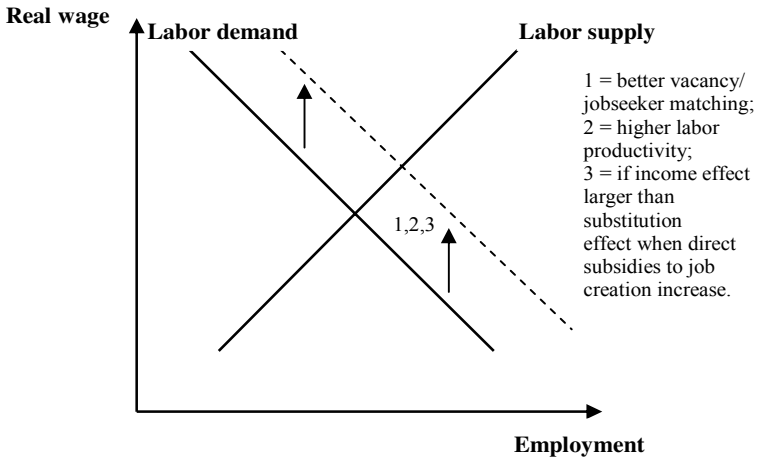 Real wage
Labor demand
Labor supply
1 = better vacancy/
jobseeker matching;
2 = higher labor
productivity;
3 = if income effect
larger than
substitution
effect when direct
subsidies to job
creation increase.
1,2,3
Employment